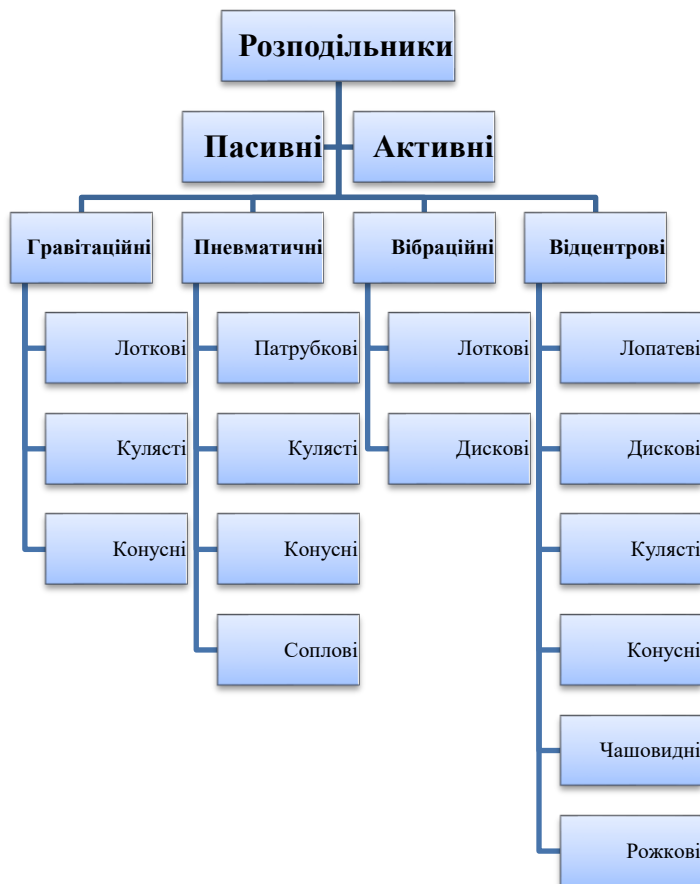 Розподільники
Пасивні
Активні
Гравітаційні
Пневматичні
Вібраційні
Відцентрові
Лоткові
Кулясті
Конусні
Патрубкові
Кулясті
Конусні
Соплові
Лоткові
Дискові
Лопатеві
Дискові
Кулясті
Конусні
Чашовидні
Рожкові